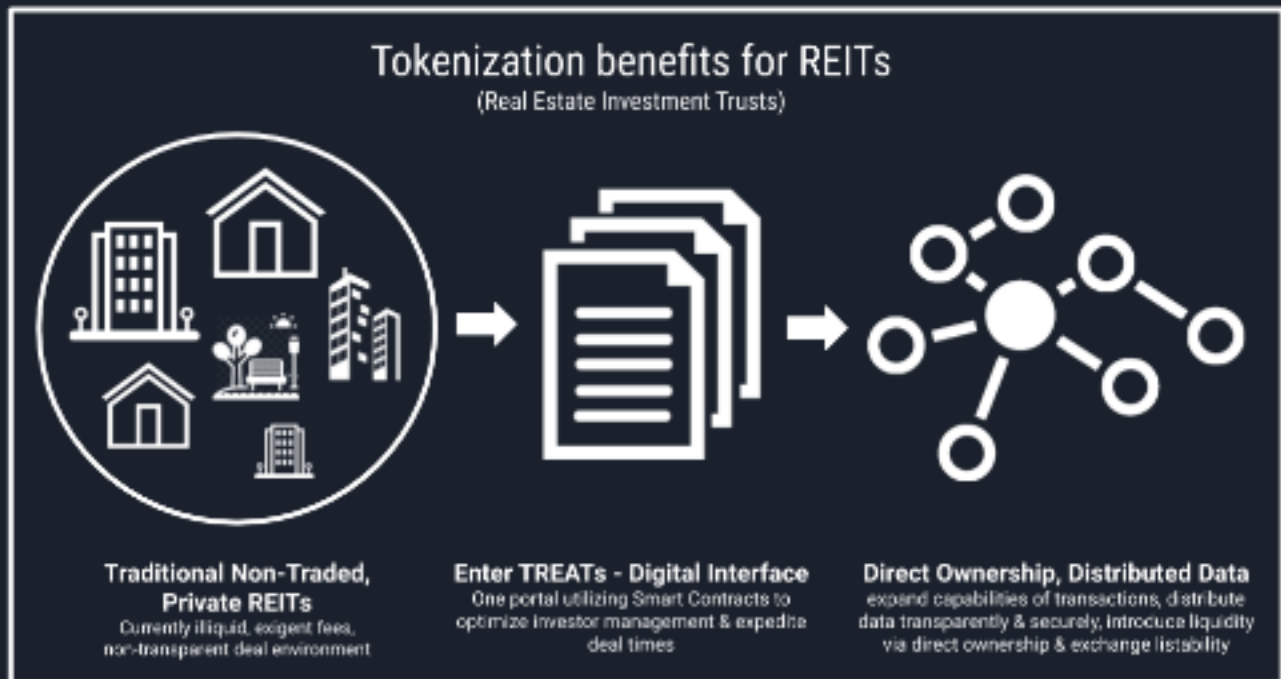 Tokenization benefits for REITs
(Real Estate Investment Trusts)
Traditional Non-Traded,
Private REITs
Currently illiquid, exigent fees,
non-transparent deal environment
Enter TREATs - Digital Interface
One portal utilizing Smart Contracts to
optimize investor management & expedite
deal times
Direct Ownership, Distributed Data
expand capabilities of transactions, distribute
data transparently & securely, introduce liquidity
via direct ownership & exchange listability